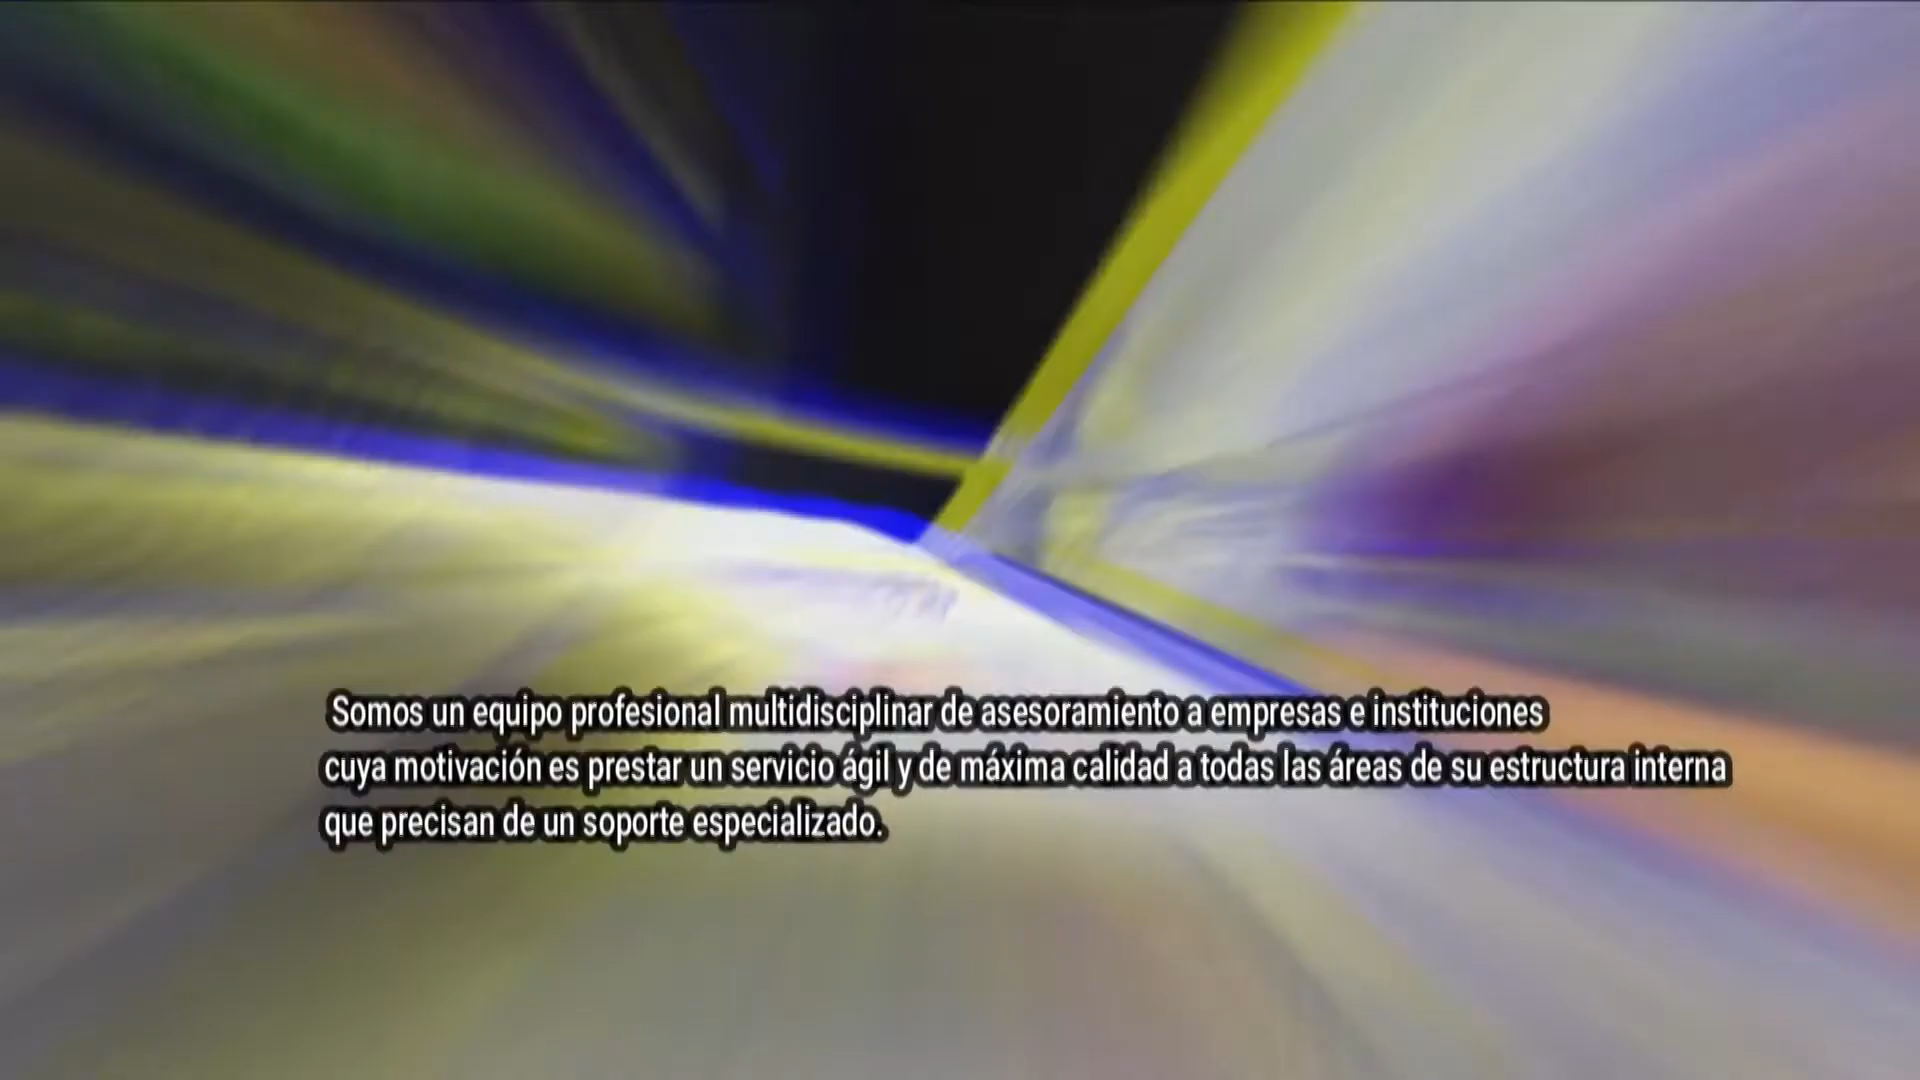 Somos un equipo profesional multidisciplinar de asesoramiento a empresas e instituciones
cuya motivación es prestar un servicio ágil y de máxima calidad a todas las áreas de su estructura interna
que precisan de un soporte especializado.